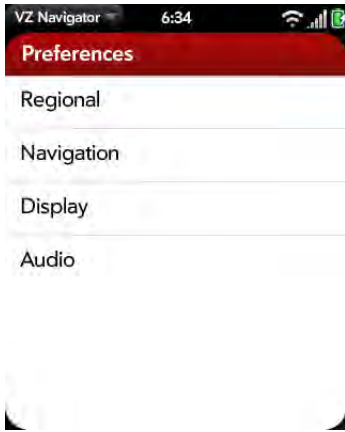 VZ Navigator 6:34
Preferences
Regional
Navigation
Display
Audio